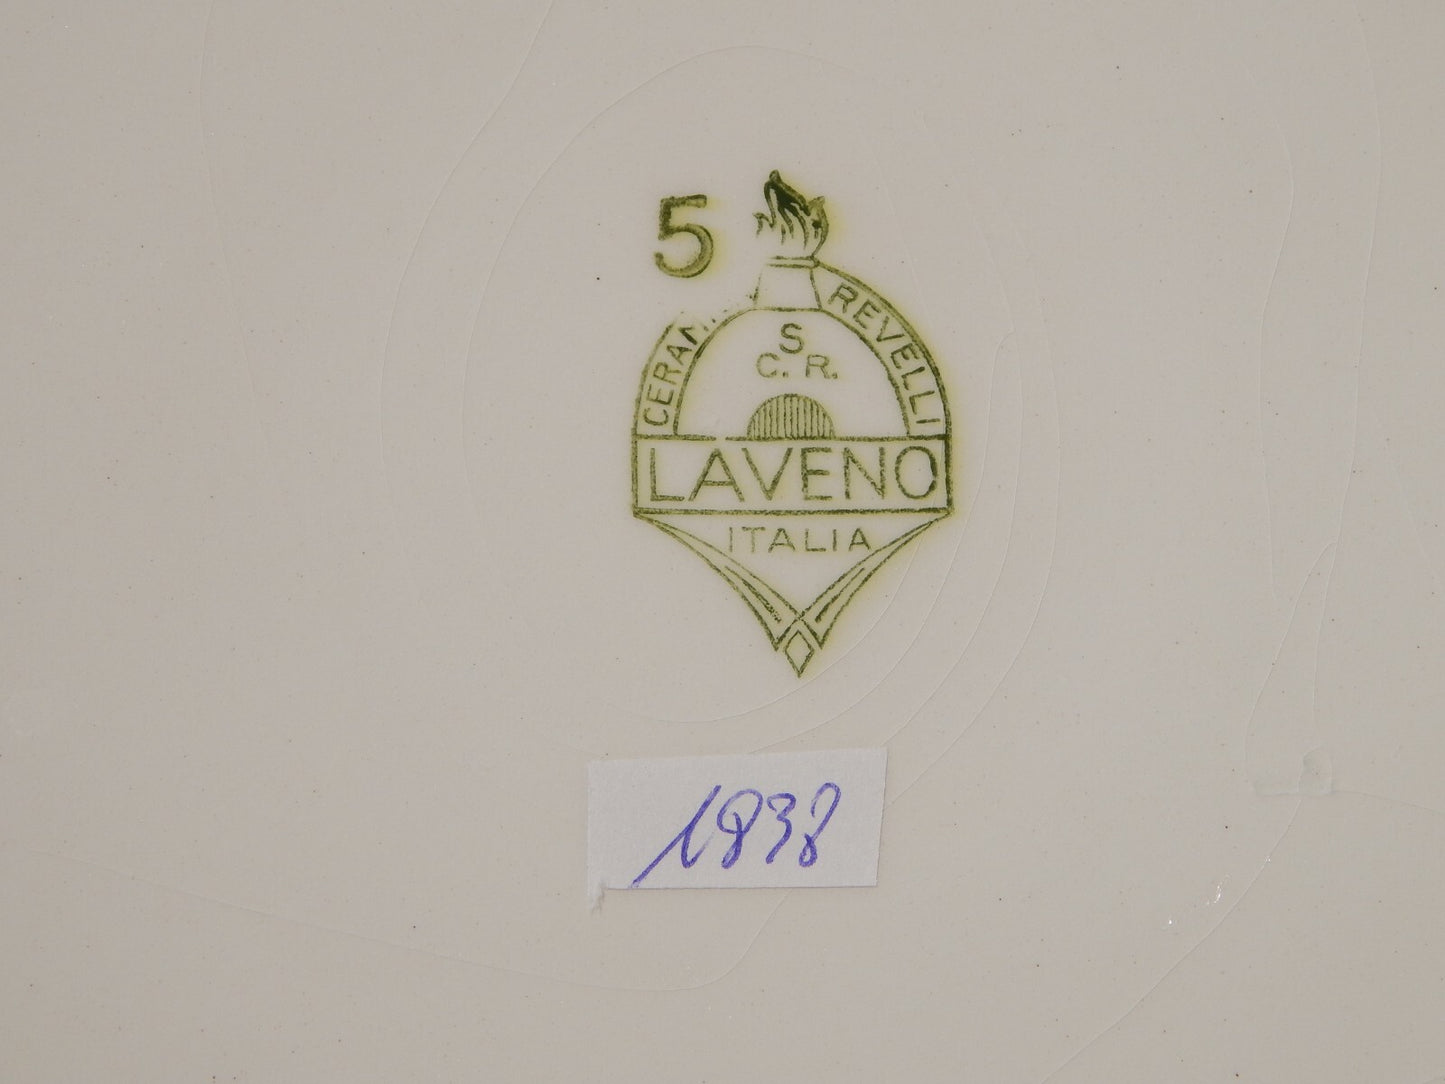 5
CERAM. REVELLI
S
C. R.
LAVENO
ITALIA
1838